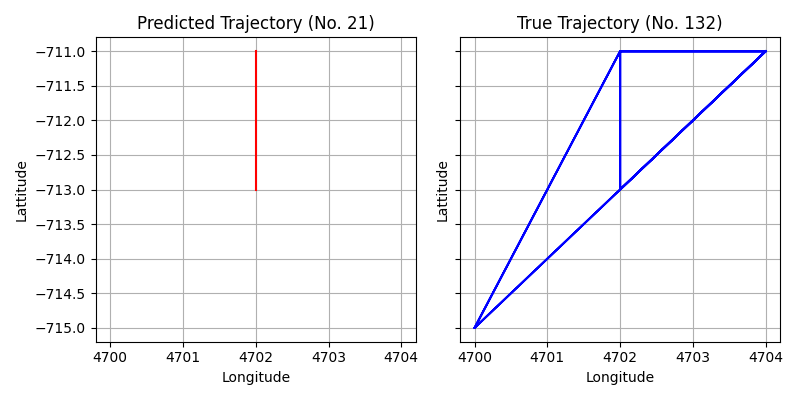 Predicted Trajectory (No. 21)
−711.0
−711.5
−712.0
−712.5
−713.0
−713.5
−714.0
−714.5
−715.0
Lattitude
4700 4701 4702 4703 4704
Longitude
True Trajectory (No. 132)
Lattitude
4700 4701 4702 4703 4704
Longitude